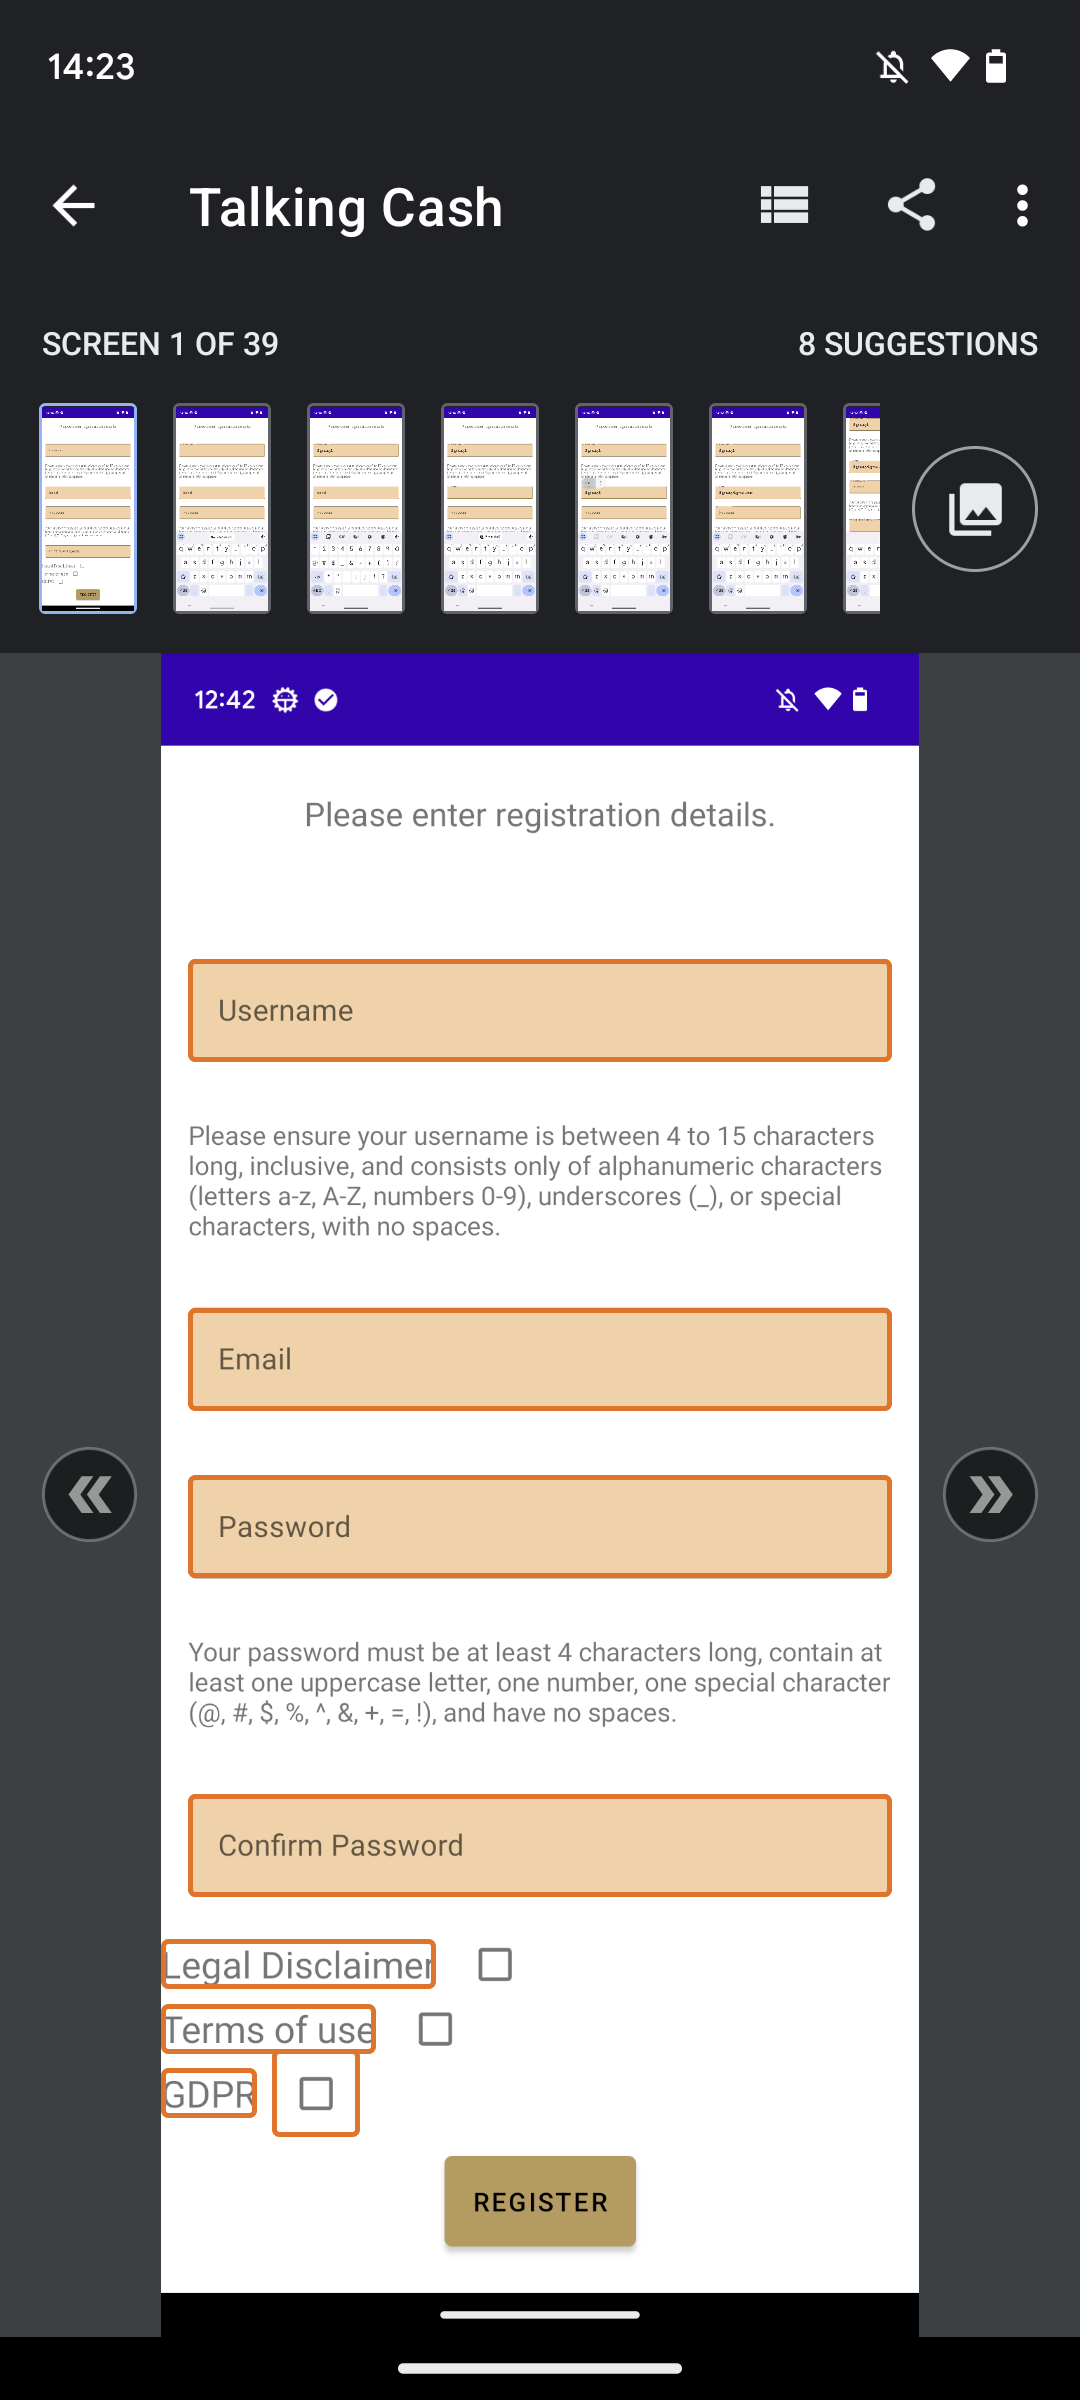 14:23
Talking Cash
SCREEN 1 OF 39
8 SUGGESTIONS
12:42
Please enter registration details.
Username
Please ensure your username is between 4 to 15 characters
long, inclusive, and consists only of alphanumeric characters
(letters a-z, A-Z, numbers 0-9), underscores (_), or special
characters, with no spaces.
Email
Password
Your password must be at least 4 characters long, contain at
least one uppercase letter, one number, one special character
(@, #, $, %, ^, &, +, =, !), and have no spaces.
Confirm Password
Legal Disclaimer
Terms of use
GDPR
REGISTER